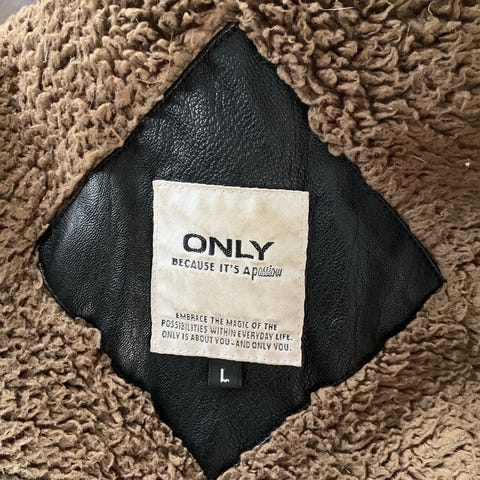 ONLY
BECAUSE IT'S A passion
EMBRACE THE MAGIC OF THE
POSSIBILITIES WITHIN EVERYDAY LIFE.
ONLY IS ABOUT YOU-AND ONLY YOU.
L